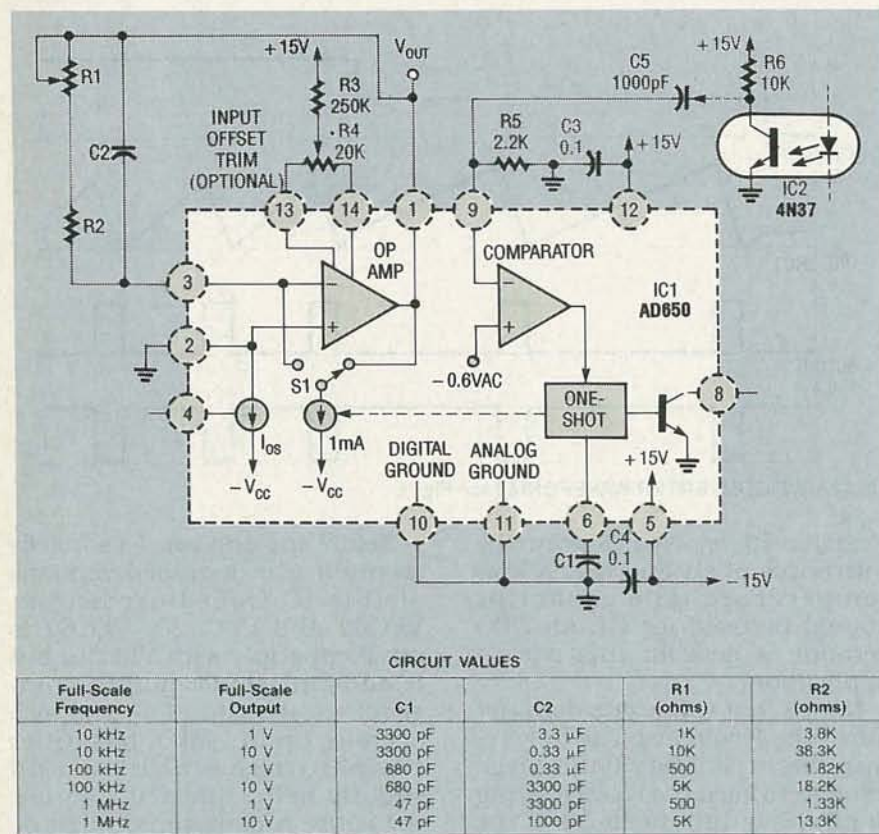 +15V
V OUT
R1
R3
250K
C2
INPUT
OFFSET
TRIM
(OPTIONAL)
R4
20K
C5
1000pF
+15V
R6
10K
R5
2.2K
C3
0.1
+15V
IC2
4N37
R2
13
14
1
9
12
OP
AMP
COMPARATOR
IC1
AD650
3
−
+
−
+
2
S1
−0.6VAC
ONE-
SHOT
8
4
I OS
1mA
−VCC
−VCC
DIGITAL
GROUND
ANALOG
GROUND
+15V
10
11
6
5
C1
C4
0.1
−15V
CIRCUIT VALUES
Full-Scale Frequency Full-Scale Output C1 C2 R1 (ohms) R2 (ohms)
10 kHz 1 V 3300 pF 3.3 μF 1K 3.8K
10 kHz 10 V 3300 pF 0.33 μF 10K 38.3K
100 kHz 1 V 680 pF 0.33 μF 500 1.82K
100 kHz 10 V 680 pF 3300 pF 5K 18.2K
1 MHz 1 V 47 pF 3300 pF 500 1.33K
1 MHz 10 V 47 pF 1000 pF 5K 13.3K